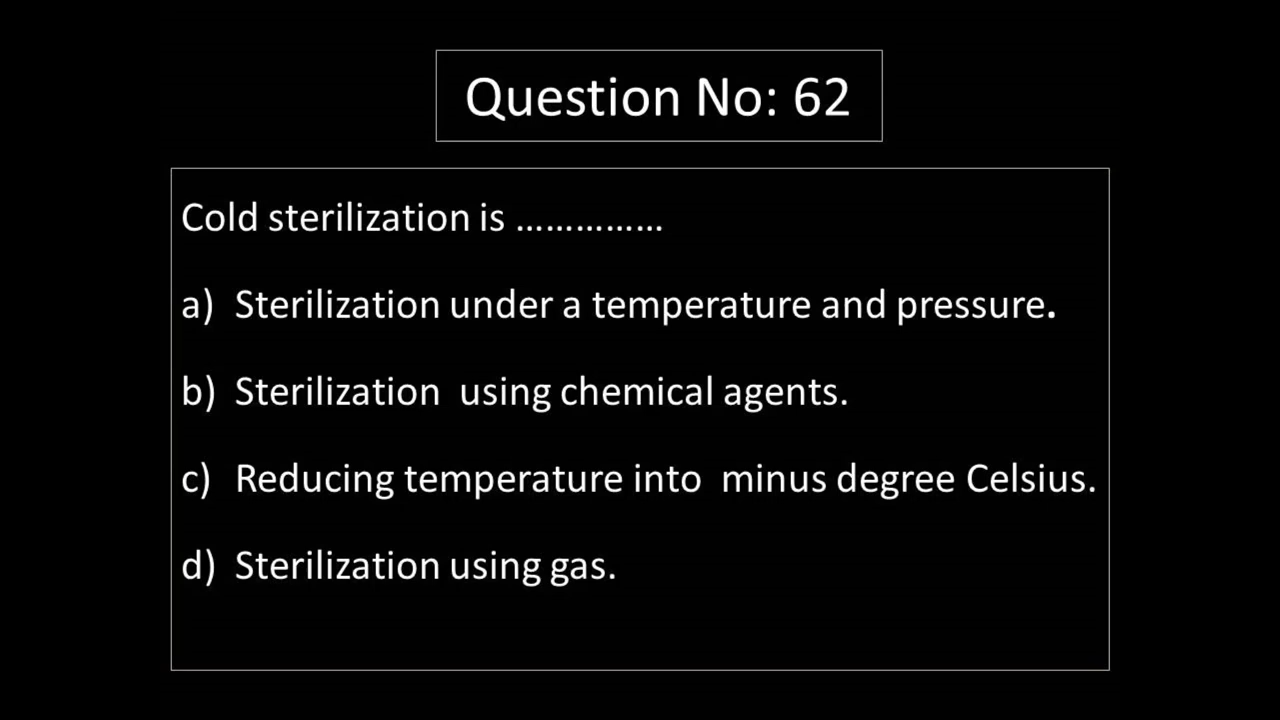 Question No: 62
Cold sterilization is ……………
a) Sterilization under a temperature and pressure.
b) Sterilization using chemical agents.
c) Reducing temperature into minus degree Celsius.
d) Sterilization using gas.